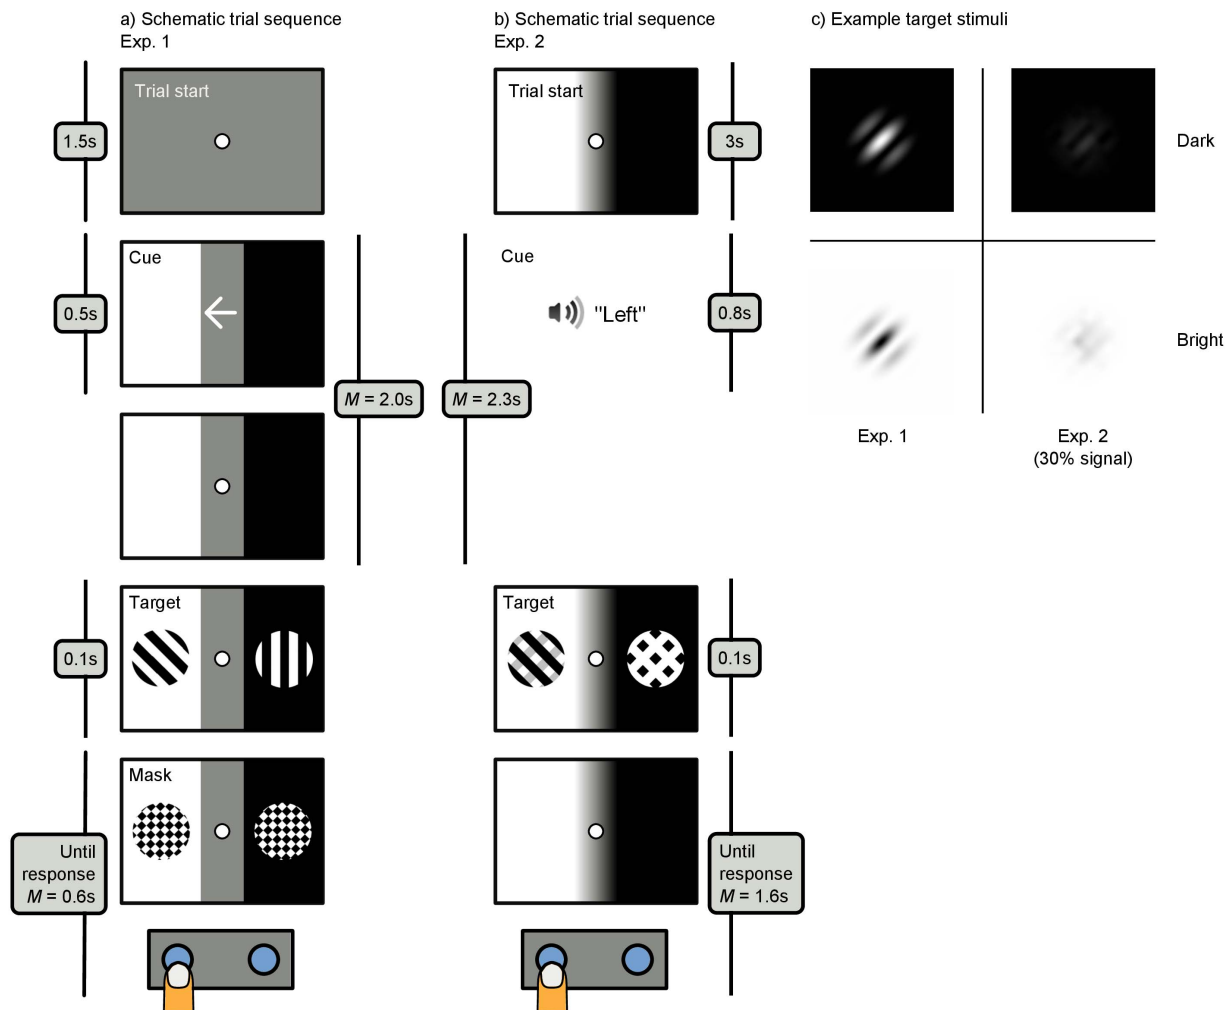 a) Schematic trial sequence
Exp. 1
Trial start
1.5s
Cue
0.5s
M = 2.0s
Target
0.1s
Mask
Until
response
M = 0.6s
b) Schematic trial sequence
Exp. 2
Trial start
3s
Cue
"Left"
0.8s
M = 2.3s
Target
0.1s
Until
response
M = 1.6s
c) Example target stimuli
Dark
Bright
Exp. 1
Exp. 2
(30% signal)